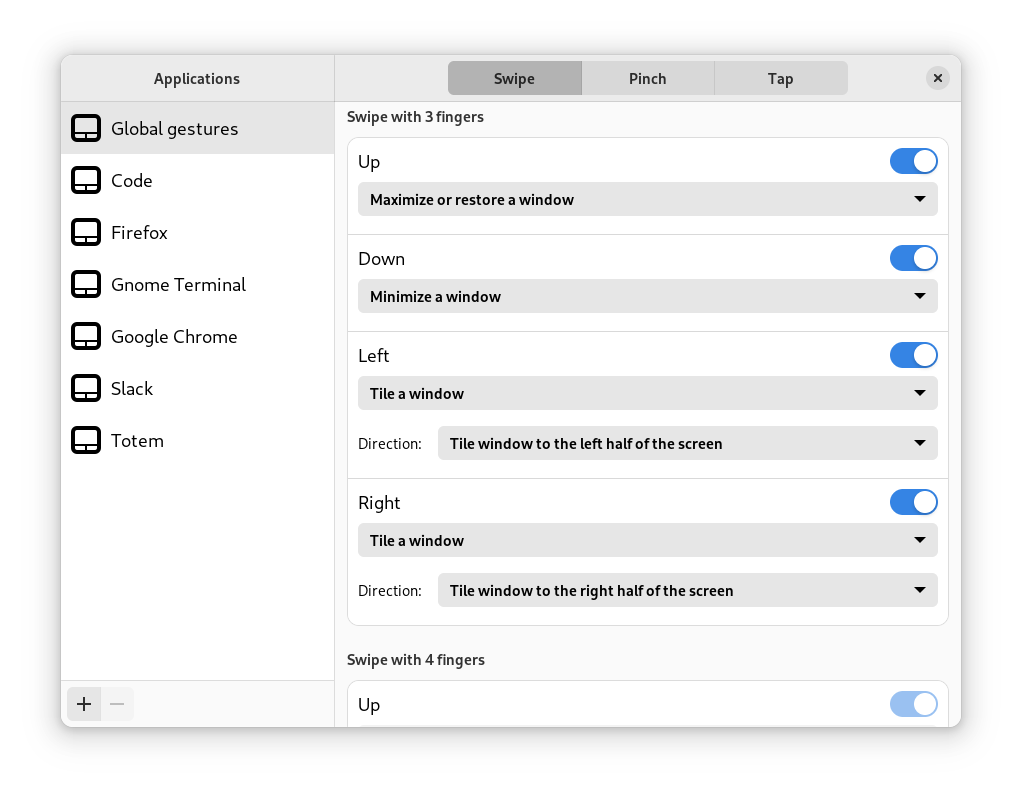 Applications
Swipe
Pinch
Tap
Global gestures
Code
Firefox
Gnome Terminal
Google Chrome
Slack
Totem
Swipe with 3 fingers
Up
Maximize or restore a window
Down
Minimize a window
Left
Tile a window
Direction: Tile window to the left half of the screen
Right
Tile a window
Direction: Tile window to the right half of the screen
Swipe with 4 fingers
Up